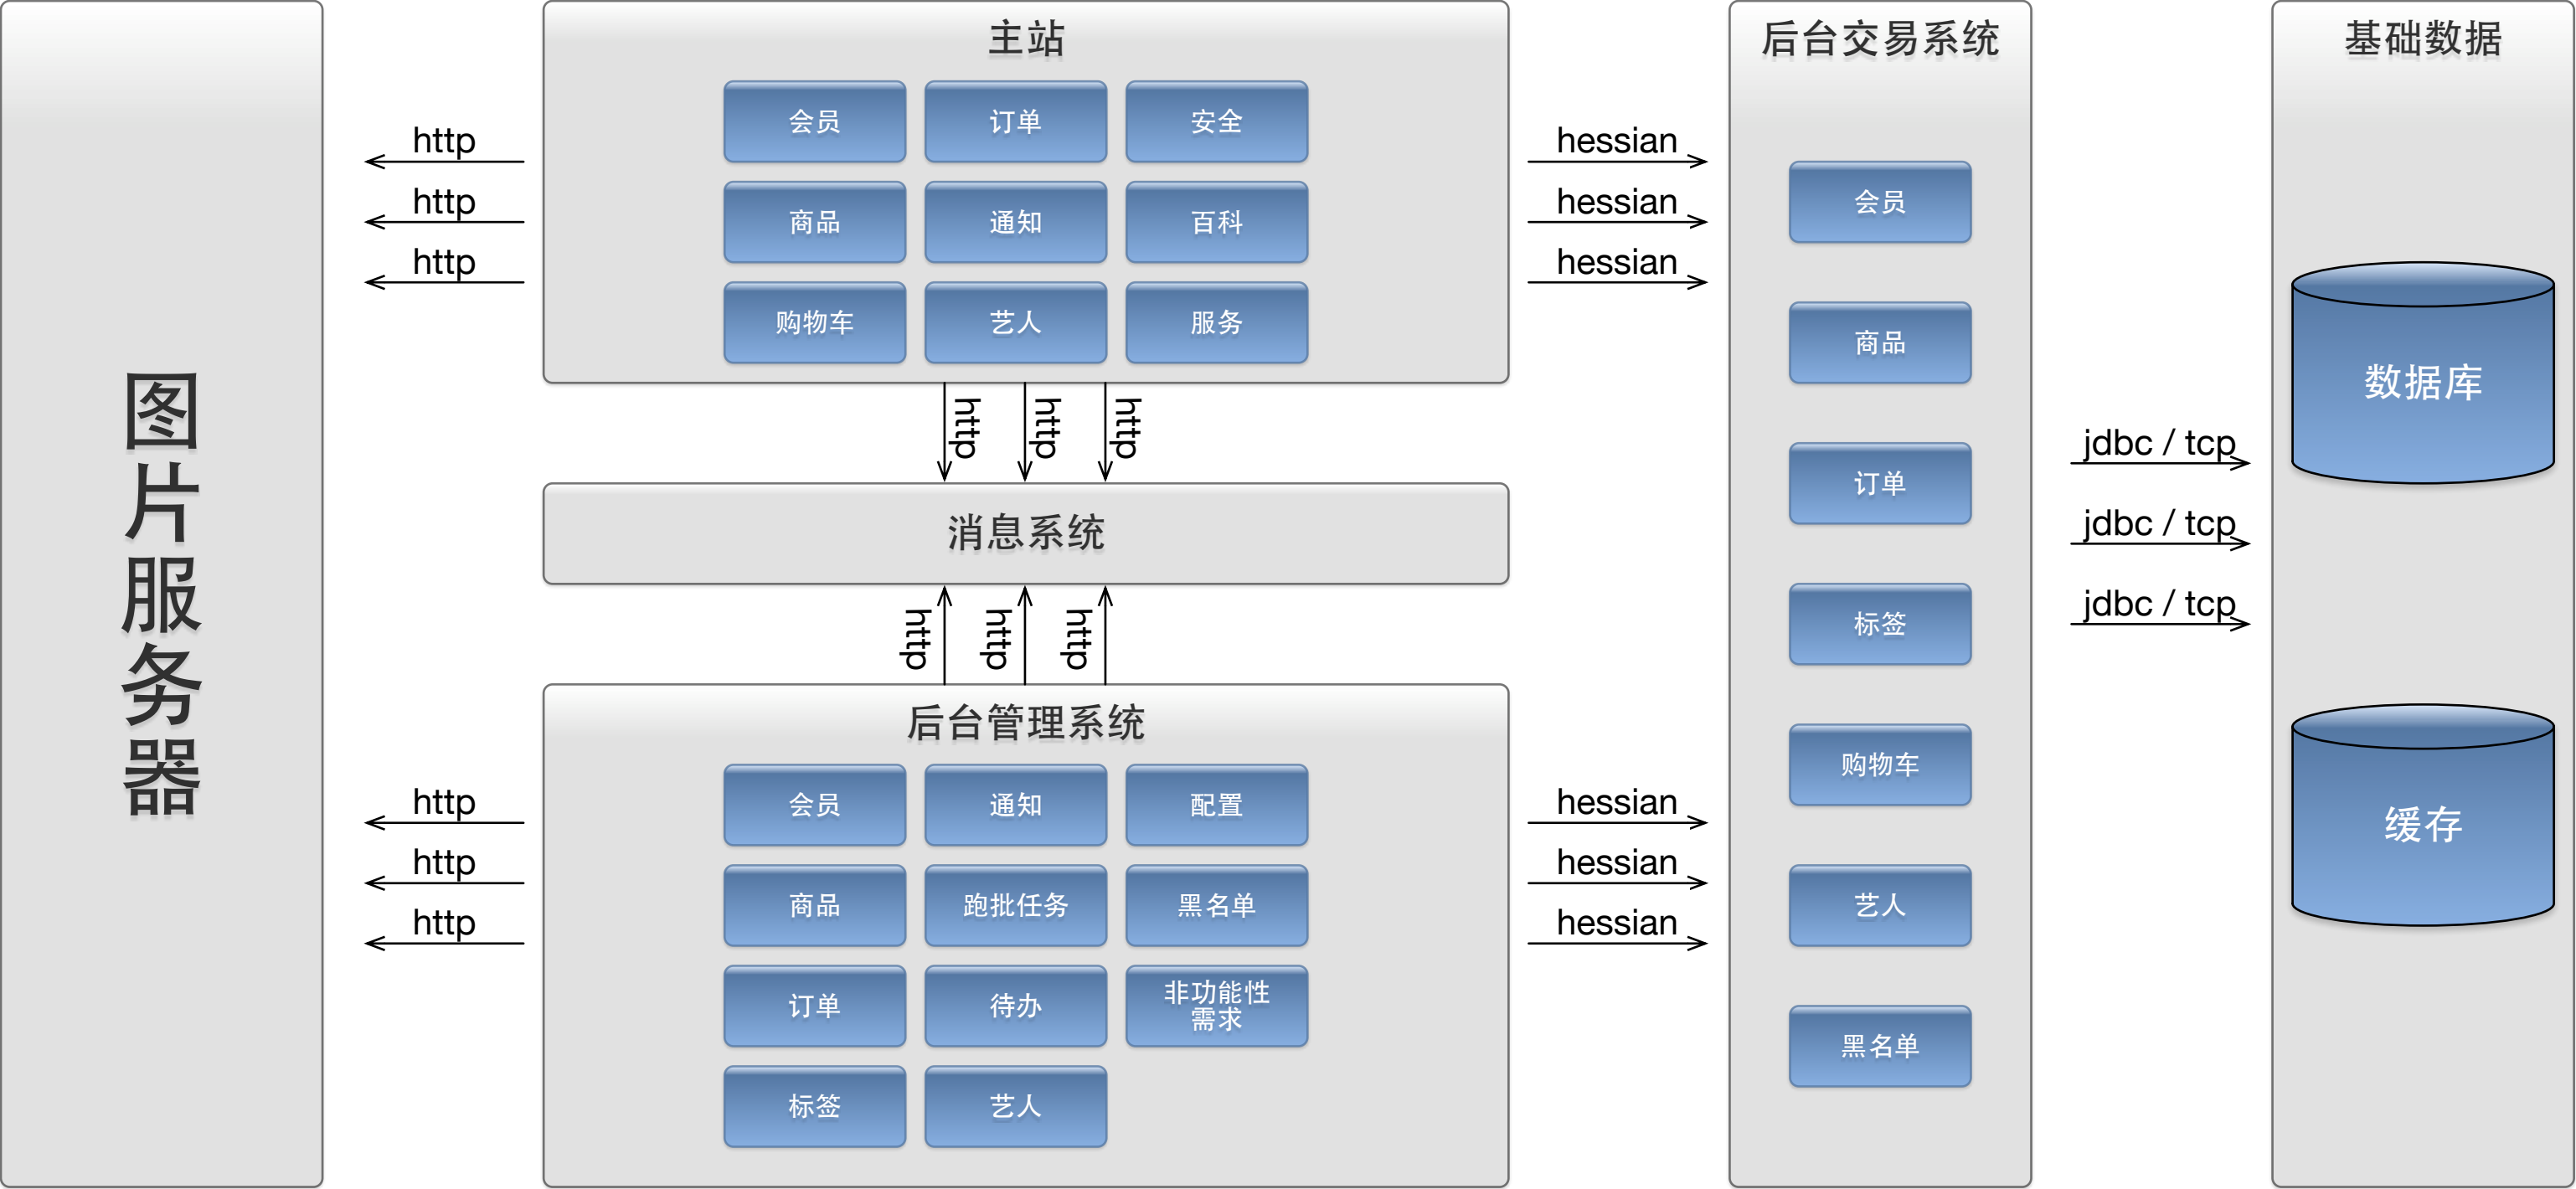 图
片
服
务
器
http
http
http
主站
会员
订单
安全
商品
通知
百科
购物车
艺人
服务
http
http
http
消息系统
http
http
http
http
http
http
后台管理系统
会员
通知
配置
商品
跑批任务
黑名单
订单
待办
非功能性
需求
标签
艺人
hessian
hessian
hessian
hessian
hessian
hessian
后台交易系统
会员
商品
订单
标签
购物车
艺人
黑名单
jdbc / tcp
jdbc / tcp
jdbc / tcp
基础数据
数据库
缓存